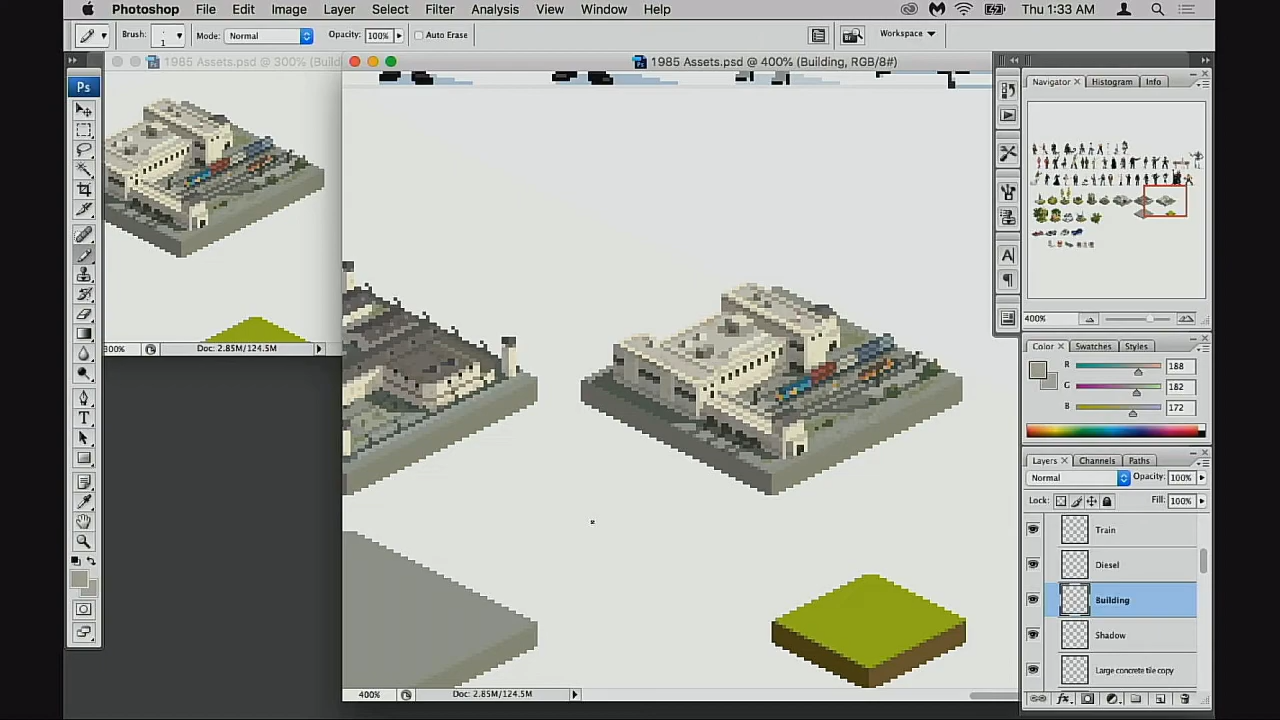 Photoshop File Edit Image Layer Select Filter Analysis View Window Help Thu 1:33 AM
Brush: 1 Mode: Normal Opacity: 100% Auto Erase Workspace
1985 Assets.psd @ 300% (Build
1985 Assets.psd @ 400% (Building, RGB/8#)
Navigator Histogram Info
Ps
400%
Color Swatches Styles
R 188
G 182
B 172
300% Doc: 2.85M/124.5M
Layers Channels Paths
Normal Opacity: 100%
Lock: Fill: 100%
Train
Diesel
Building
Shadow
Large concrete tile copy
400% Doc: 2.85M/124.5M